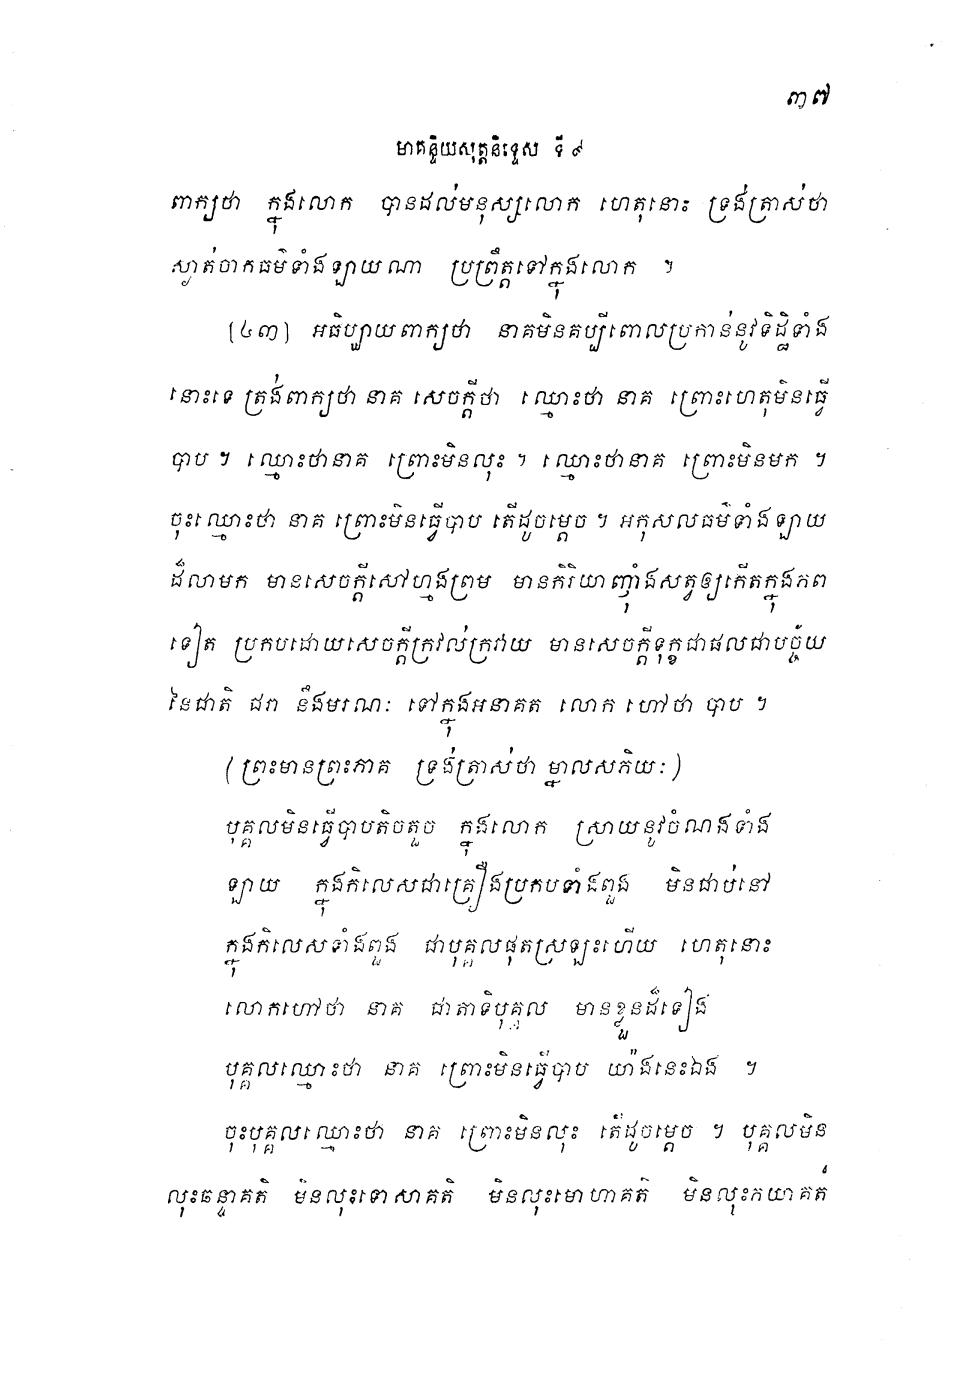 ៣៧
មាគន្ទិយសុត្តនិទ្ទេស ទី ៩
ពាក្យថា ក្នុងលោក បានដល់មនុស្សលោក ហេតុនោះ ទ្រង់ត្រាស់ថា
ស្ងាត់ចាកធម៌ទាំងឡាយណា ប្រព្រឹត្តទៅក្នុងលោក ។
[៤៣] អធិប្បាយពាក្យថា នាគមិនគប្បីពោលប្រកាន់នូវទិដ្ឋិទាំង
នោះទេ ត្រង់ពាក្យថា នាគ សេចក្តីថា ឈ្មោះថា នាគ ព្រោះហេតុមិនធ្វើ
បាប ។ ឈ្មោះថានាគ ព្រោះមិនលុះ ។ ឈ្មោះថានាគ ព្រោះមិនមក ។
ចុះឈ្មោះថា នាគ ព្រោះមិនធ្វើបាប តើដូចម្តេច ។ អកុសលធម៌ទាំងឡាយ
ដ៏លាមក មានសេចក្តីសៅហ្មងព្រម មានកិរិយាញ៉ាំងសត្វឲ្យកើតក្នុងភព
ទៀត ប្រកបដោយសេចក្តីក្រវល់ក្រវាយ មានសេចក្តីទុក្ខជាផលជាបច្ច័យ
នៃជាតិ ជរា នឹងមរណៈ ទៅក្នុងអនាគត លោក ហៅថា បាប ។
(ព្រះមានព្រះភាគ ទ្រង់ត្រាស់ថា ម្នាលសភិយៈ)
បុគ្គលមិនធ្វើបាបតិចតួច ក្នុងលោក ស្រាយនូវចំណងទាំង
ឡាយ ក្នុងកិលេសជាគ្រឿងប្រកបទាំងពួង មិនជាប់នៅ
ក្នុងកិលេសទាំងពួង ជាបុគ្គលផុតស្រឡះហើយ ហេតុនោះ
លោកហៅថា នាគ ជាតាទិបុគ្គល មានខ្លួនដ៏ទៀង
បុគ្គលឈ្មោះថា នាគ ព្រោះមិនធ្វើបាប យ៉ាងនេះឯង ។
ចុះបុគ្គលឈ្មោះថា នាគ ព្រោះមិនលុះ តើដូចម្តេច ។ បុគ្គលមិន
លុះឆន្ទាគតិ មិនលុះទោសាគតិ មិនលុះមោហាគតិ មិនលុះភយាគតិ